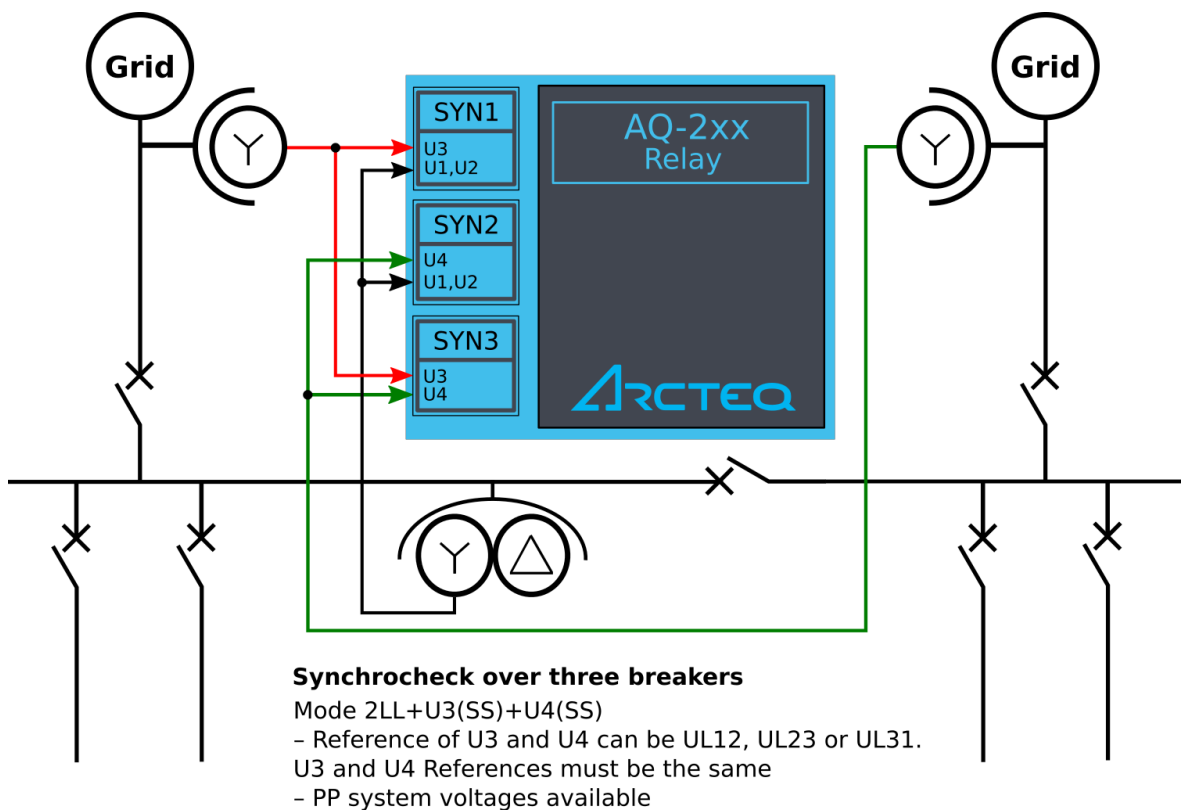 Grid
Grid
SYN1
U3
U1,U2
SYN2
U4
U1,U2
SYN3
U3
U4
AQ-2xx
Relay
ARCTEQ
Synchrocheck over three breakers
Mode 2LL+U3(SS)+U4(SS)
– Reference of U3 and U4 can be UL12, UL23 or UL31.
U3 and U4 References must be the same
– PP system voltages available